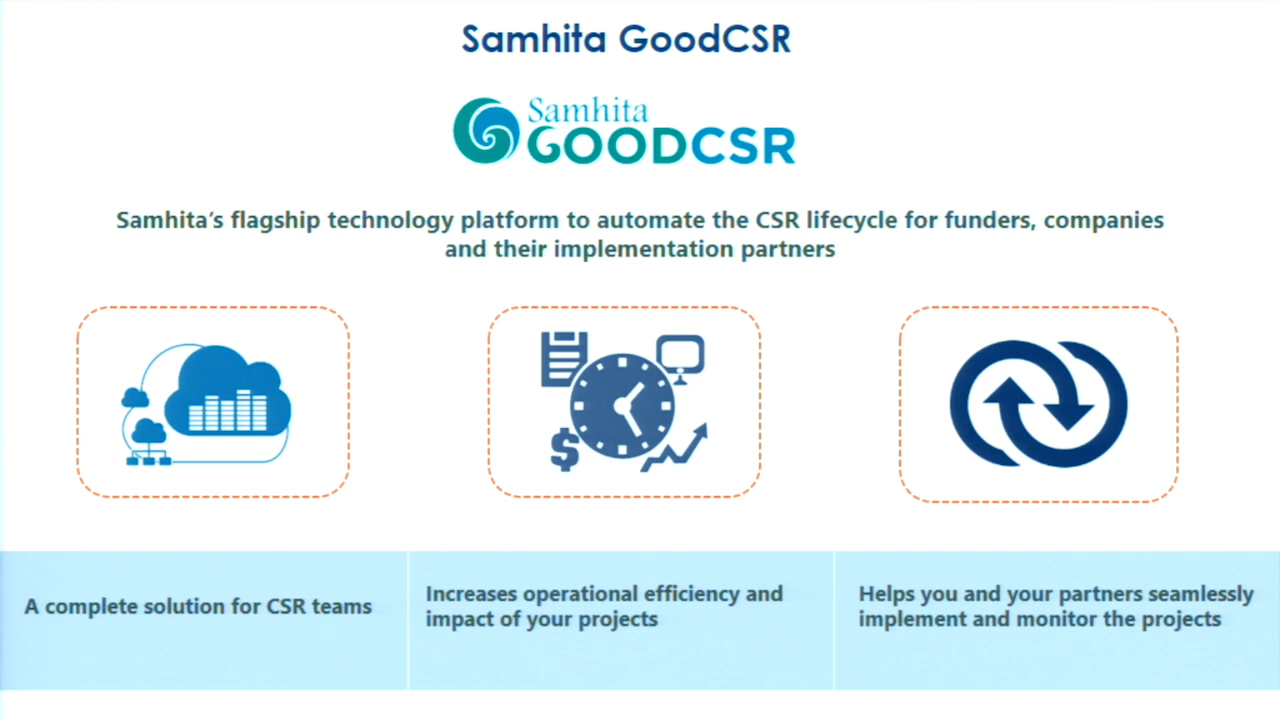 Samhita GoodCSR
Samhita
GOODCSR
Samhita’s flagship technology platform to automate the CSR lifecycle for funders, companies
and their implementation partners
$
A complete solution for CSR teams
Increases operational efficiency and
impact of your projects
Helps you and your partners seamlessly
implement and monitor the projects